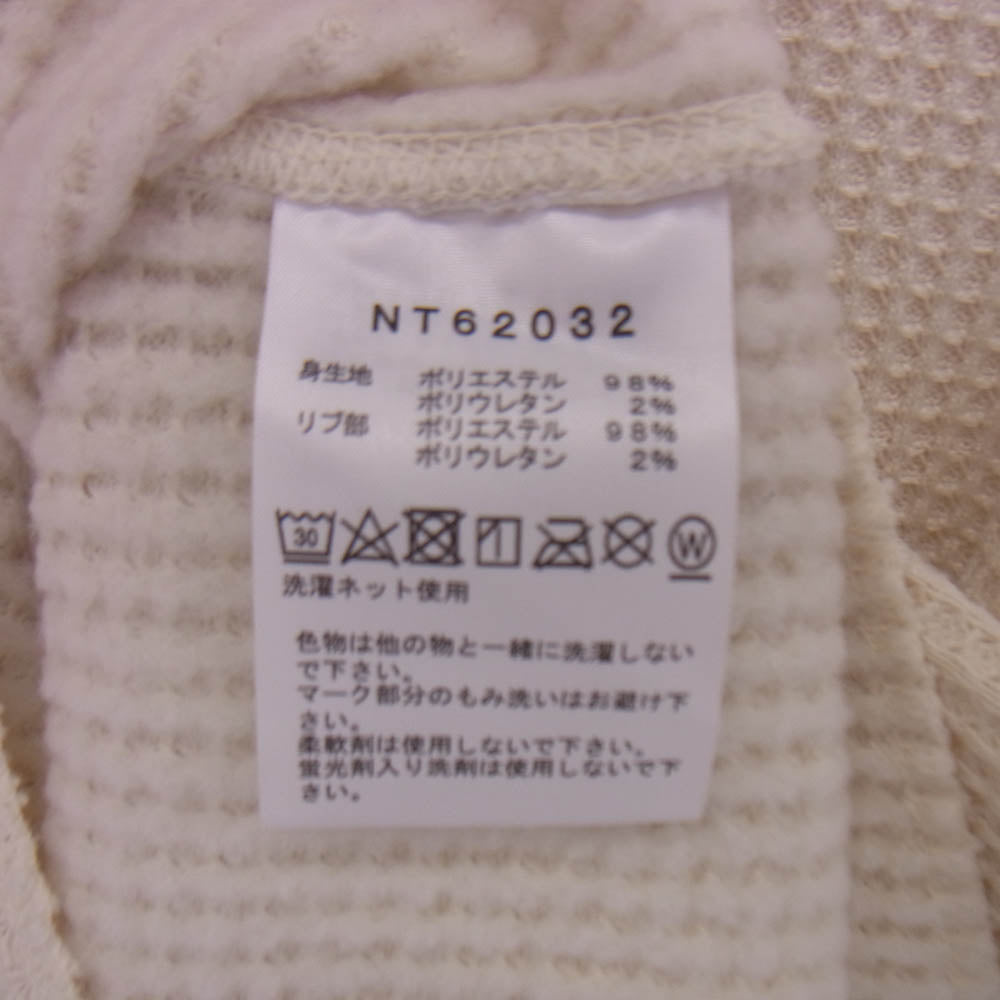 NT62032
身生地 ポリエステル 98%
ポリウレタン 2%
リブ部 ポリエステル 98%
ポリウレタン 2%
30 W
洗濯ネット使用
色物は他の物と一緒に洗濯しない
で下さい。
マーク部分のもみ洗いはお避け下
さい。
柔軟剤は使用しないで下さい。
蛍光剤入り洗剤は使用しないで下
さい。